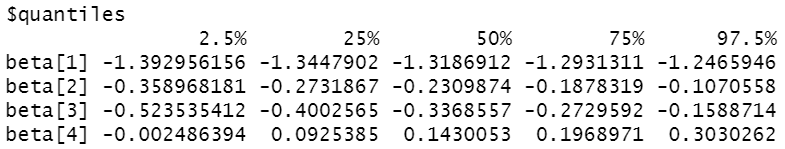 $quantiles
2.5% 25% 50% 75% 97.5%
beta[1] -1.392956156 -1.3447902 -1.3186912 -1.2931311 -1.2465946
beta[2] -0.358968181 -0.2731867 -0.2309874 -0.1878319 -0.1070558
beta[3] -0.523535412 -0.4002565 -0.3368557 -0.2729592 -0.1588714
beta[4] -0.002486394 0.0925385 0.1430053 0.1968971 0.3030262